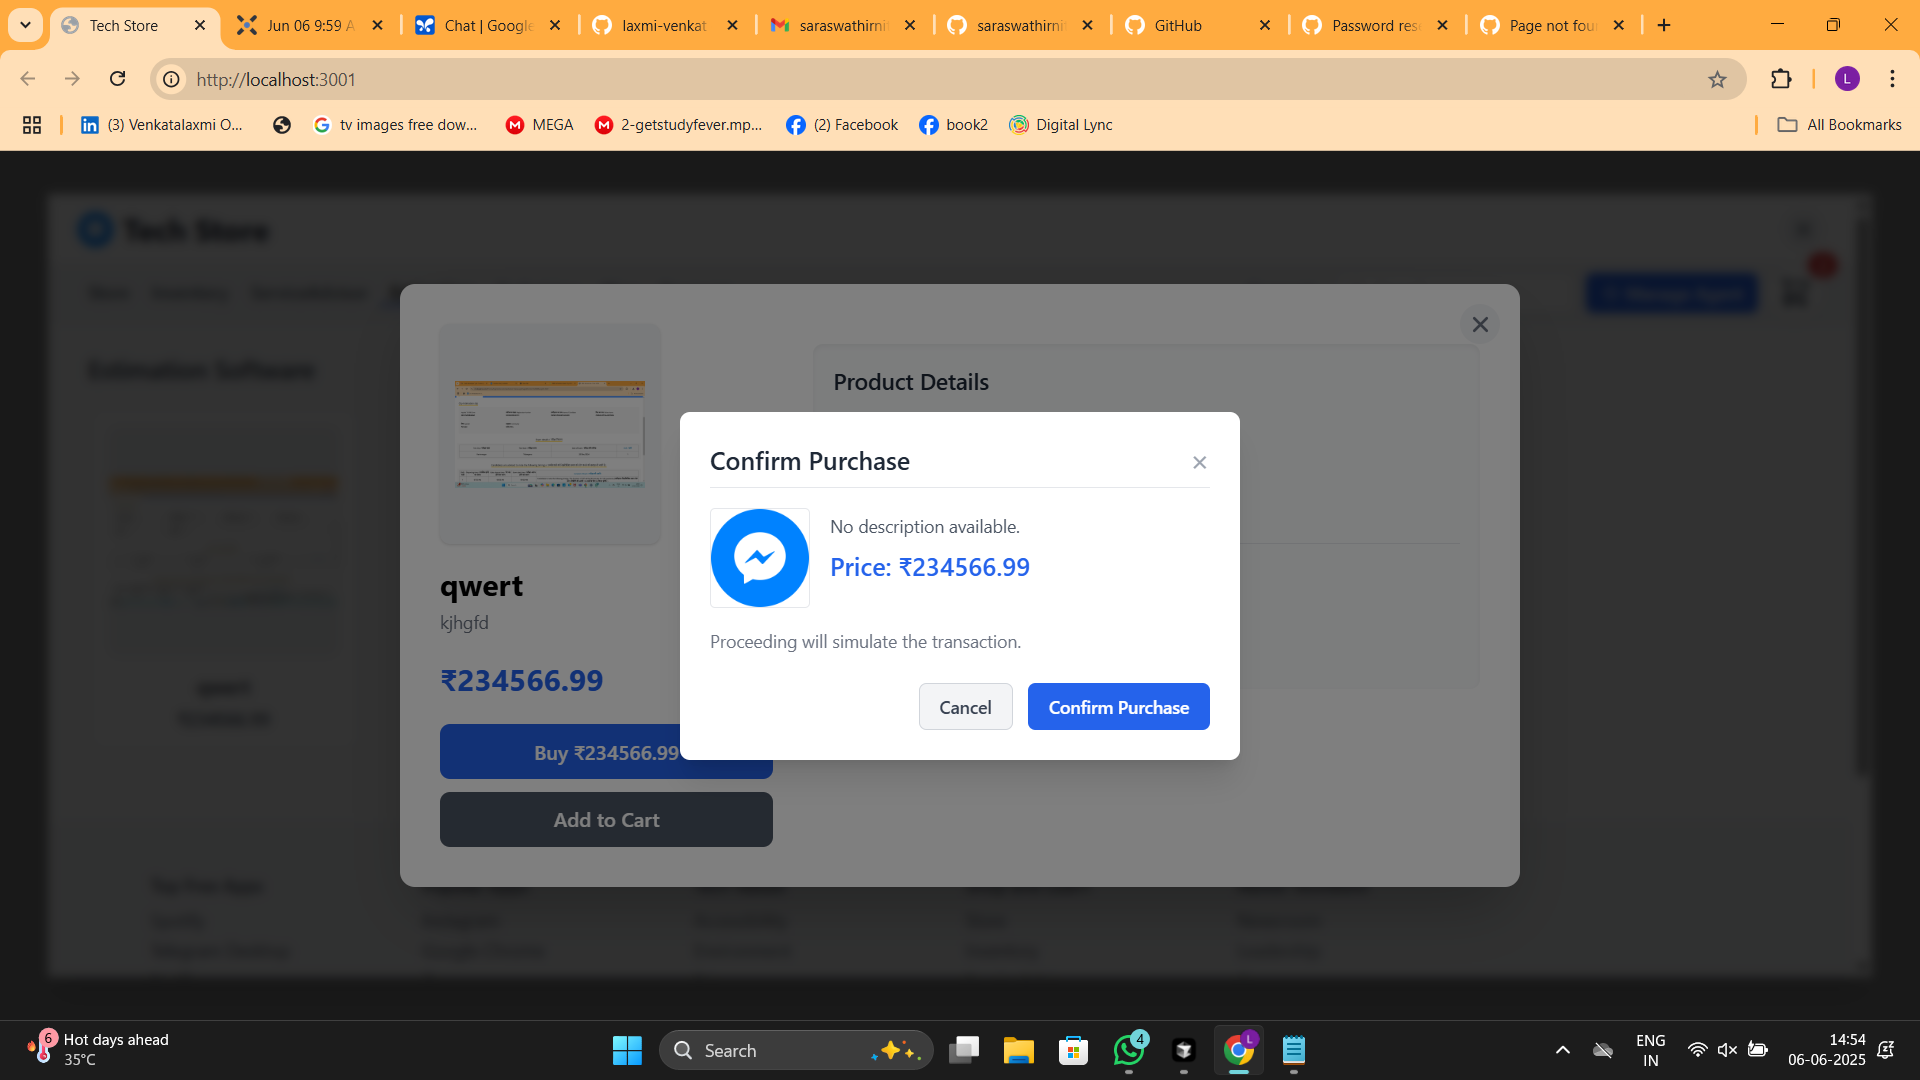 Tech Store
Jun 06 9:59 A
Chat | Google
laxmi-venkat
saraswathirni
saraswathirni
GitHub
Password res
Page not fou
http://localhost:3001
L
(3) Venkatalaxmi O...
tv images free dow...
MEGA
2-getstudyfever.mp...
(2) Facebook
book2
Digital Lync
All Bookmarks
Tech Store
Manage Agent
Estimation Software
Product Details
Confirm Purchase
No description available.
Price: ₹234566.99
Proceeding will simulate the transaction.
Cancel
Confirm Purchase
qwert
kjhgfd
₹234566.99
Buy ₹234566.99
Add to Cart
6
Hot days ahead
35°C
Search
4
L
ENG
IN
14:54
06-06-2025